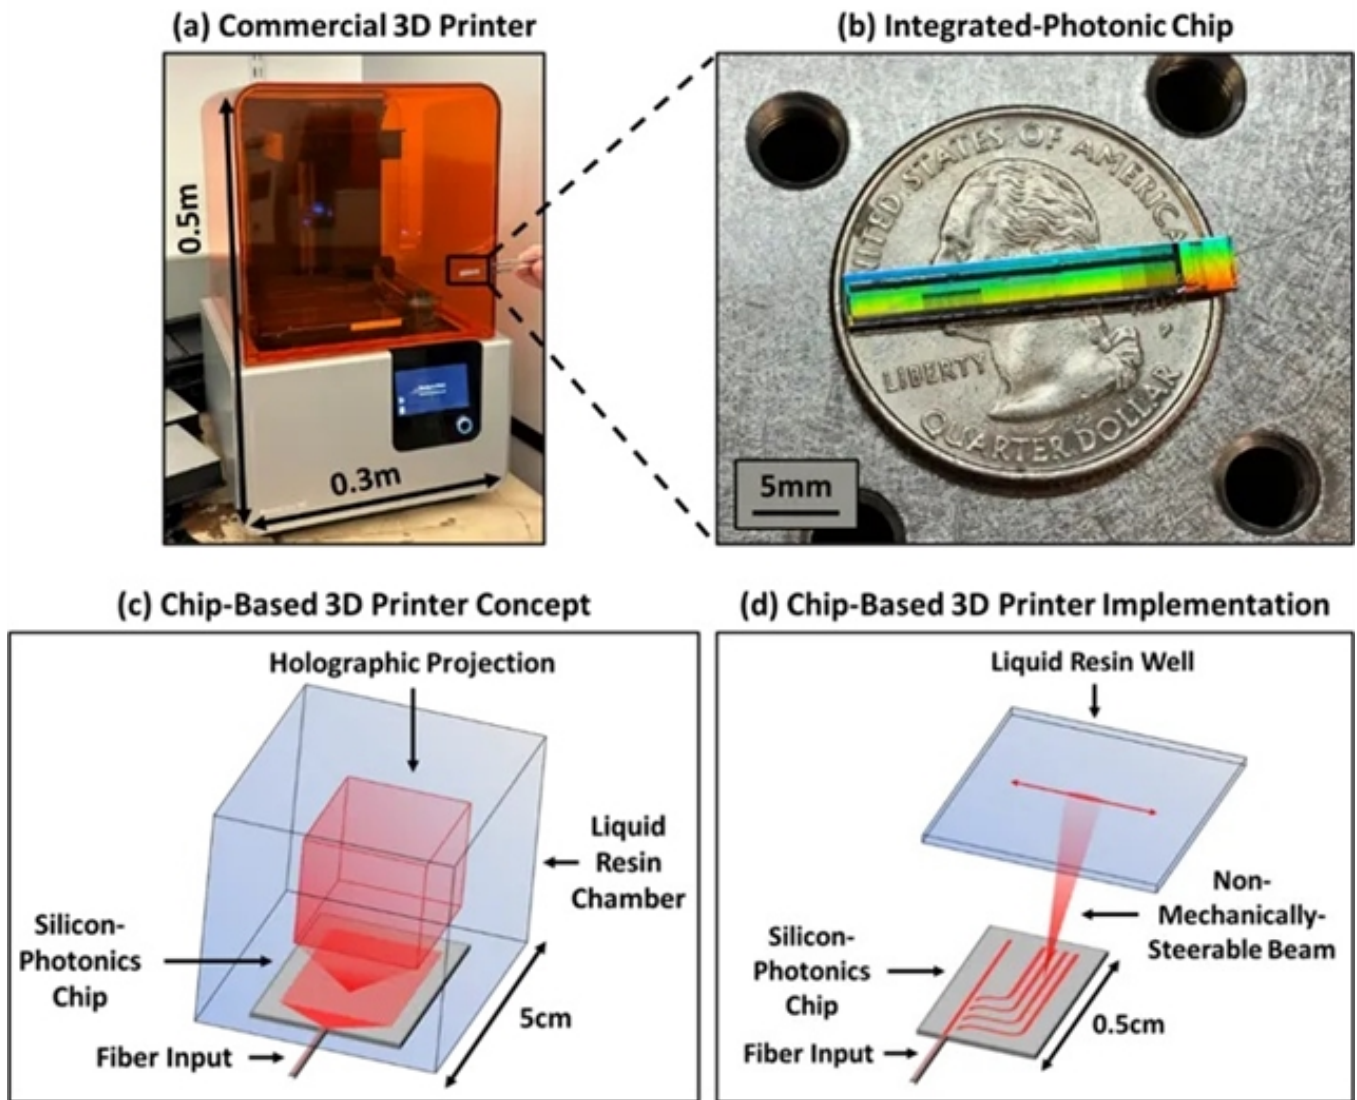 (a) Commercial 3D Printer
0.5m
0.3m
(b) Integrated-Photonic Chip
UNITED STATES OF AMERICA
LIBERTY
QUARTER DOLLAR
5mm
(c) Chip-Based 3D Printer Concept
Holographic Projection
Liquid
Resin
Chamber
Silicon-
Photonics
Chip
Fiber Input
5cm
(d) Chip-Based 3D Printer Implementation
Liquid Resin Well
Non-
Mechanically-
Steerable Beam
Silicon-
Photonics
Chip
Fiber Input
0.5cm